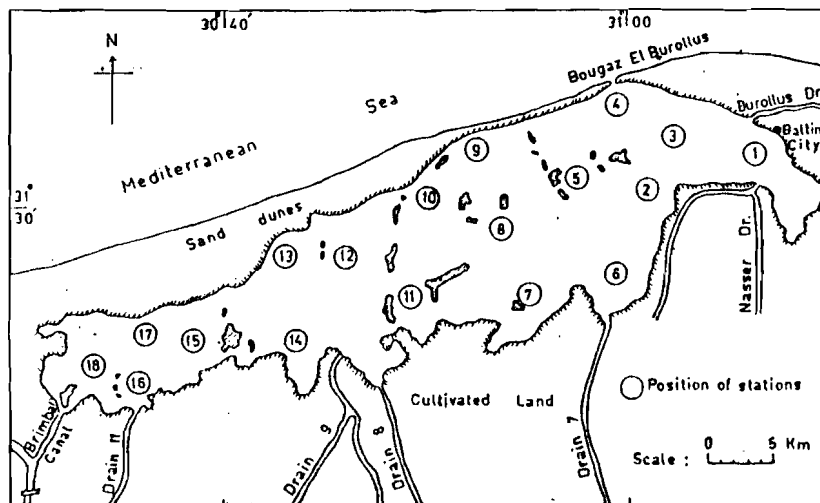 30° 40'
31° 00
N
Bougaz El Burollus
Mediterranean Sea
Burollus Dr.
Baltim
City
31°
30'
Sand dunes
4
3
1
9
5
2
10
8
13
12
6
11
7
17
15
14
18
16
Nasser Dr.
Position of stations
Cultivated Land
Brimbal
Canal
Drain 11
Drain 9
Drain 8
Drain 7
Scale : 0 5 Km